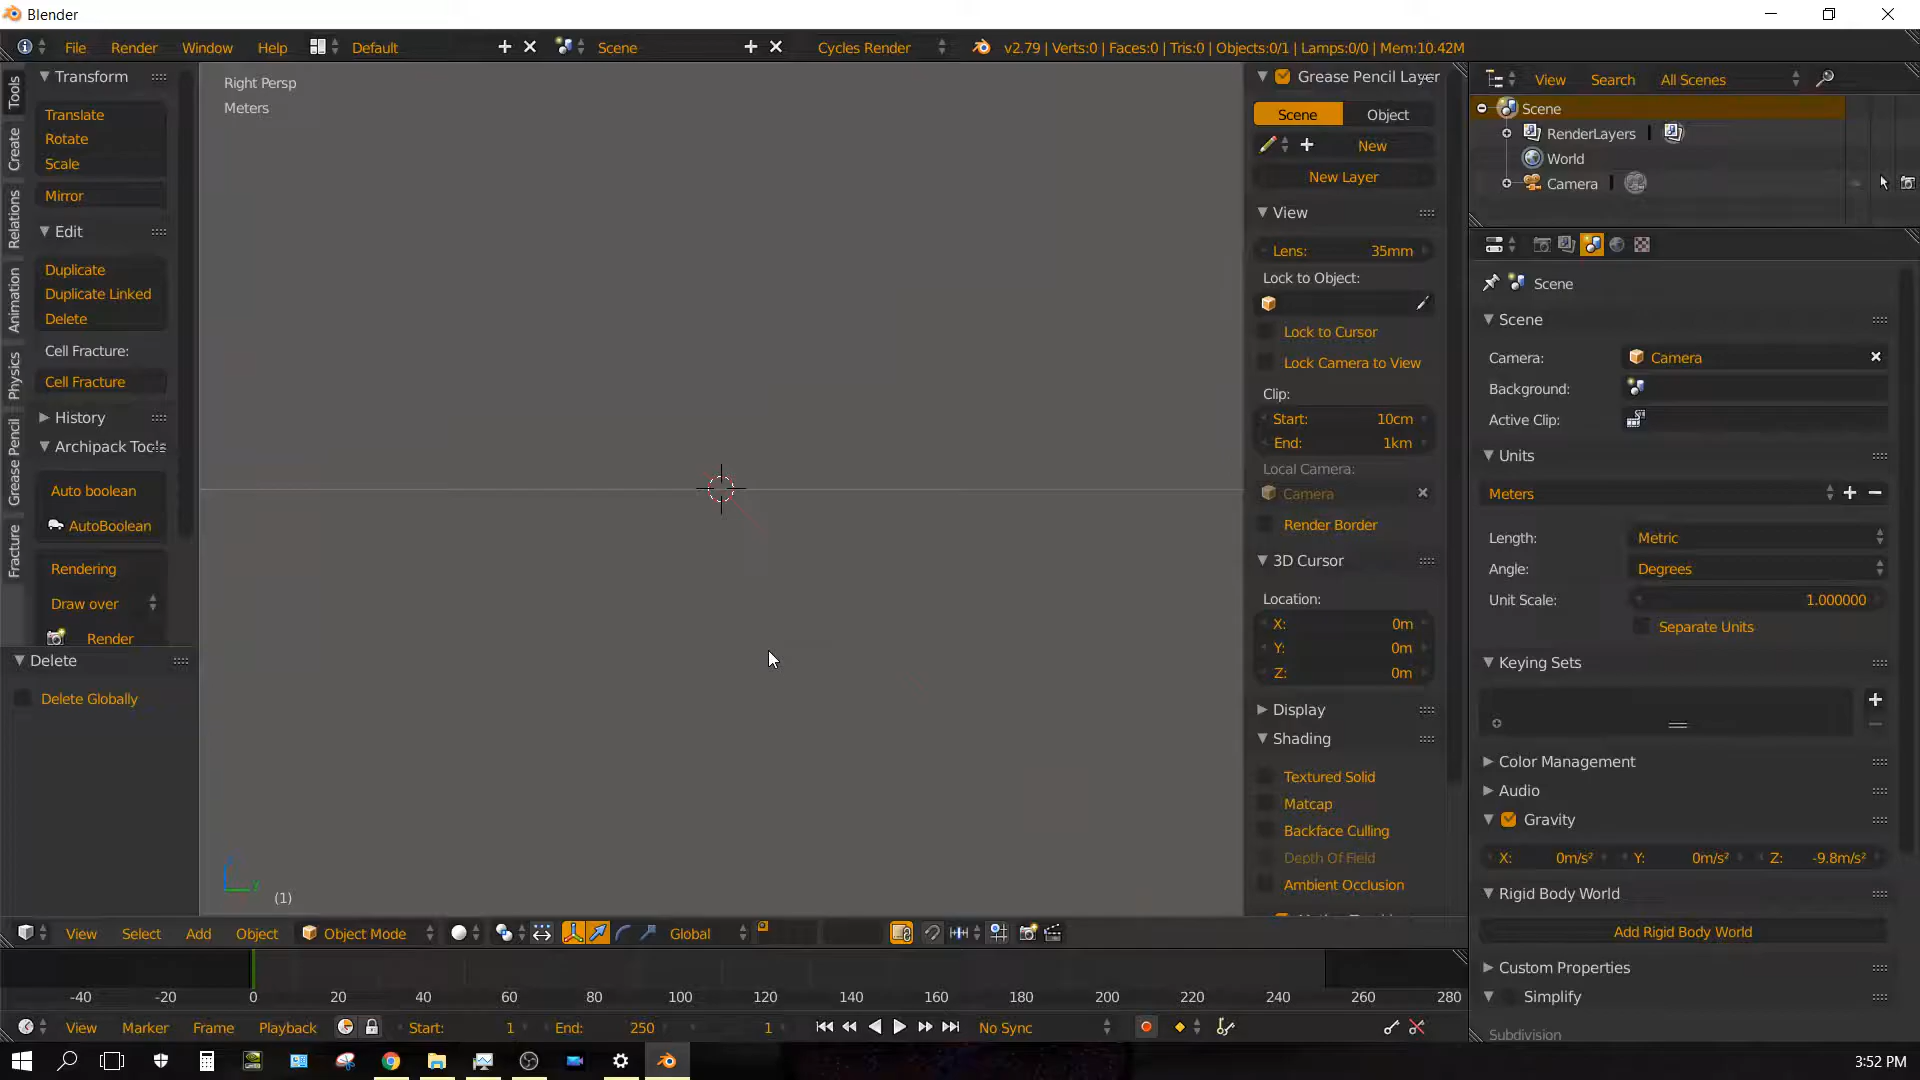 Blender
File Render Window Help Default Scene Cycles Render v2.79 | Verts:0 | Faces:0 | Tris:0 | Objects:0/1 | Lamps:0/0 | Mem:10.42M
Tools
Create
Relations
Animation
Physics
Grease Pencil
Fracture
Transform
Translate
Rotate
Scale
Mirror
Edit
Duplicate
Duplicate Linked
Delete
Cell Fracture:
Cell Fracture
History
Archipack Tools
Auto boolean
AutoBoolean
Rendering
Draw over
Render
Delete
Delete Globally
Right Persp
Meters
(1)
Grease Pencil Layer
Scene Object
New
New Layer
View
Lens: 35mm
Lock to Object:
Lock to Cursor
Lock Camera to View
Clip:
Start: 10cm
End: 1km
Local Camera:
Camera
Render Border
3D Cursor
Location:
X: 0m
Y: 0m
Z: 0m
Display
Shading
Textured Solid
Matcap
Backface Culling
Depth Of Field
Ambient Occlusion
View Search All Scenes
Scene
RenderLayers
World
Camera
Scene
Scene
Camera: Camera
Background:
Active Clip:
Units
Meters
Length: Metric
Angle: Degrees
Unit Scale: 1.000000
Separate Units
Keying Sets
Color Management
Audio
Gravity
X: 0m/s² Y: 0m/s² Z: -9.8m/s²
Rigid Body World
Add Rigid Body World
Custom Properties
Simplify
Subdivision
View Select Add Object Object Mode Global
-40 -20 0 20 40 60 80 100 120 140 160 180 200 220 240 260 280
View Marker Frame Playback Start: 1 End: 250 1 No Sync
3:52 PM